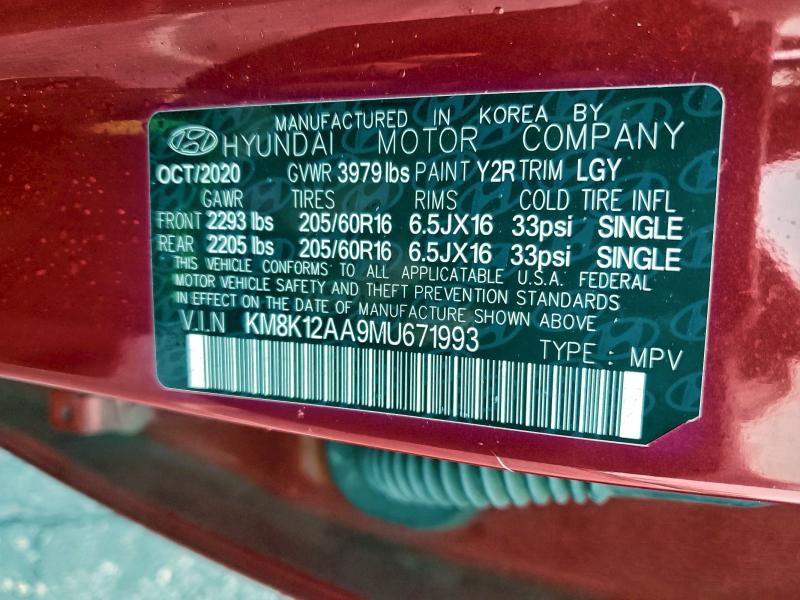 MANUFACTURED IN KOREA BY
HYUNDAI MOTOR COMPANY
OCT/2020 GVWR 3979 lbs PAINT Y2R TRIM LGY
GAWR TIRES RIMS COLD TIRE INFL
FRONT 2293 lbs 205/60R16 6.5JX16 33psi SINGLE
REAR 2205 lbs 205/60R16 6.5JX16 33psi SINGLE
THIS VEHICLE CONFORMS TO ALL APPLICATABLE U.S.A. FEDERAL
MOTOR VEHICLE SAFETY AND THEFT PREVENTION STANDARDS
IN EFFECT ON THE DATE OF MANUFACTURE SHOWN ABOVE
V.I.N KM8K12AA9MU671993
TYPE : MPV